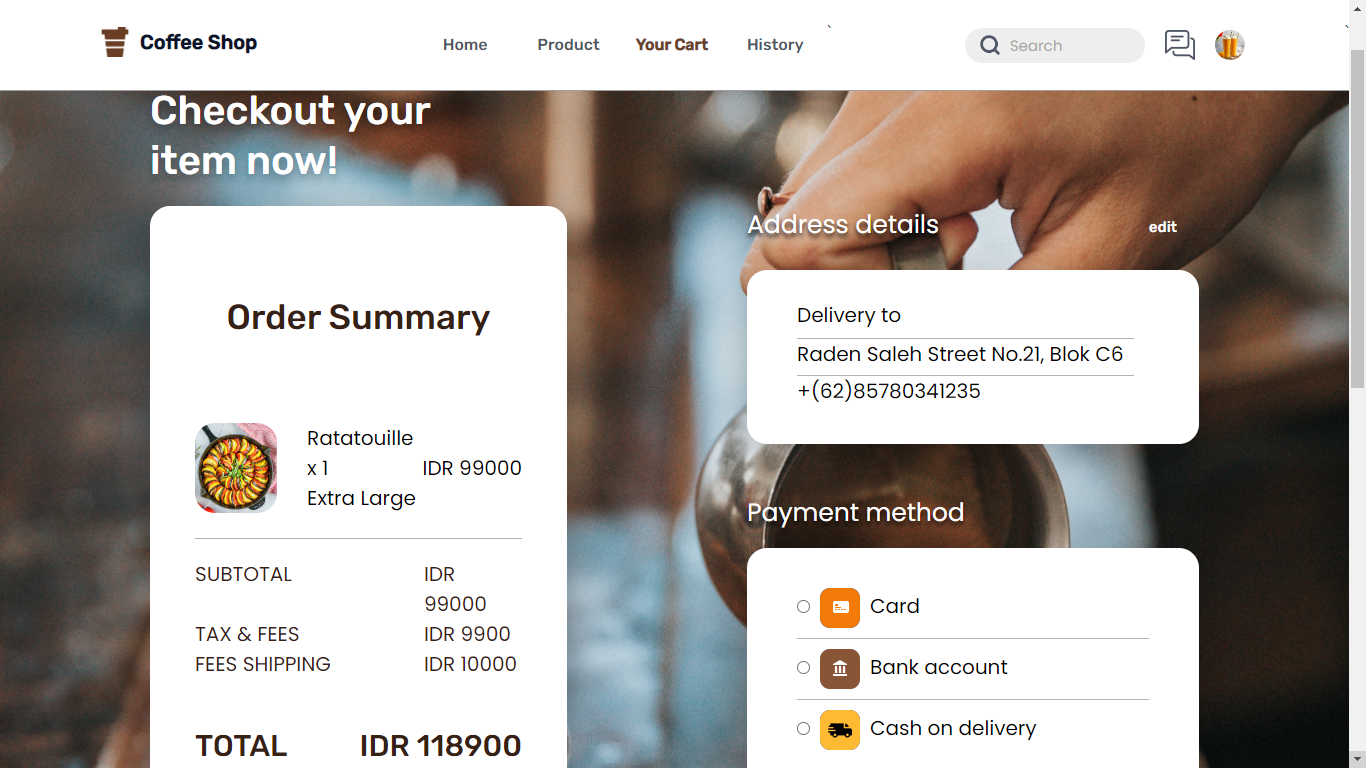 Coffee Shop
Home
Product
Your Cart
History
Search
Checkout your
item now!
Order Summary
Ratatouille
x 1
IDR 99000
Extra Large
SUBTOTAL
IDR
99000
TAX & FEES
IDR 9900
FEES SHIPPING
IDR 10000
TOTAL
IDR 118900
Address details
edit
Delivery to
Raden Saleh Street No.21, Blok C6
+(62)85780341235
Payment method
Card
Bank account
Cash on delivery